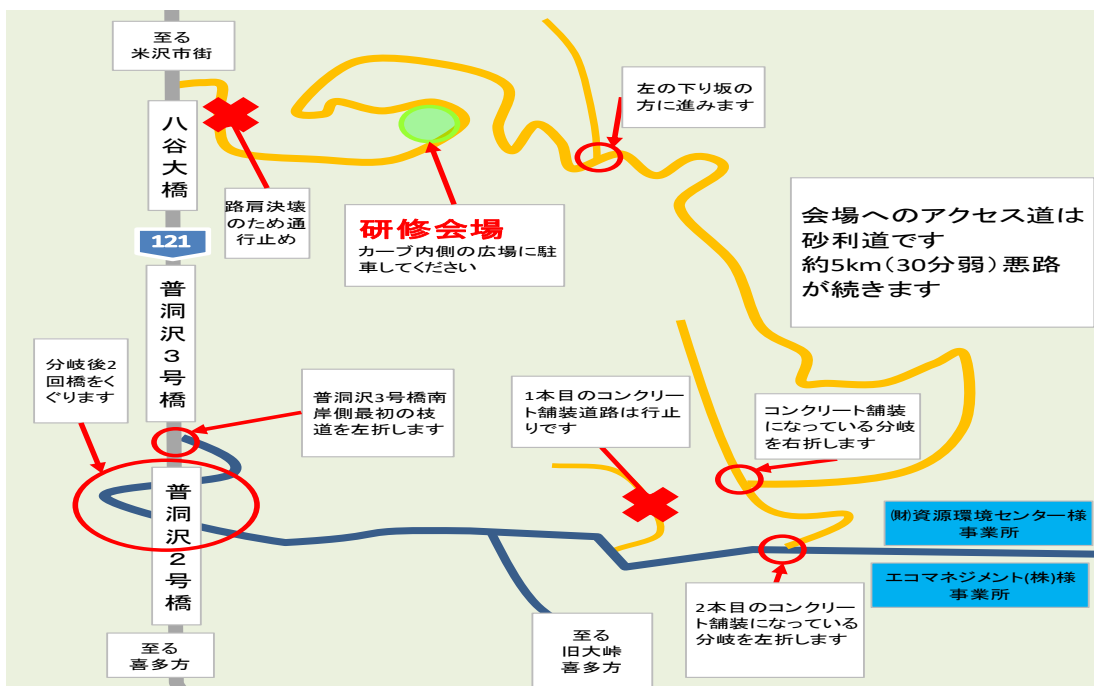 至る
米沢市街
八谷大橋
121
普洞沢3号橋
普洞沢2号橋
至る
喜多方
路肩決壊
のため通
行止め
研修会場
カーブ内側の広場に駐
車してください
左の下り坂の
方に進みます
会場へのアクセス道は
砂利道です
約5km(30分弱)悪路
が続きます
分岐後2
回橋をく
ぐります
普洞沢3号橋南
岸側最初の枝
道を左折します
1本目のコンクリー
ト舗装道路は行止
りです
コンクリート舗装
になっている分岐
を右折します
㈶資源環境センター様
事業所
エコマネジメント(株)様
事業所
2本目のコンクリー
ト舗装になっている
分岐を左折します
至る
旧大峠
喜多方